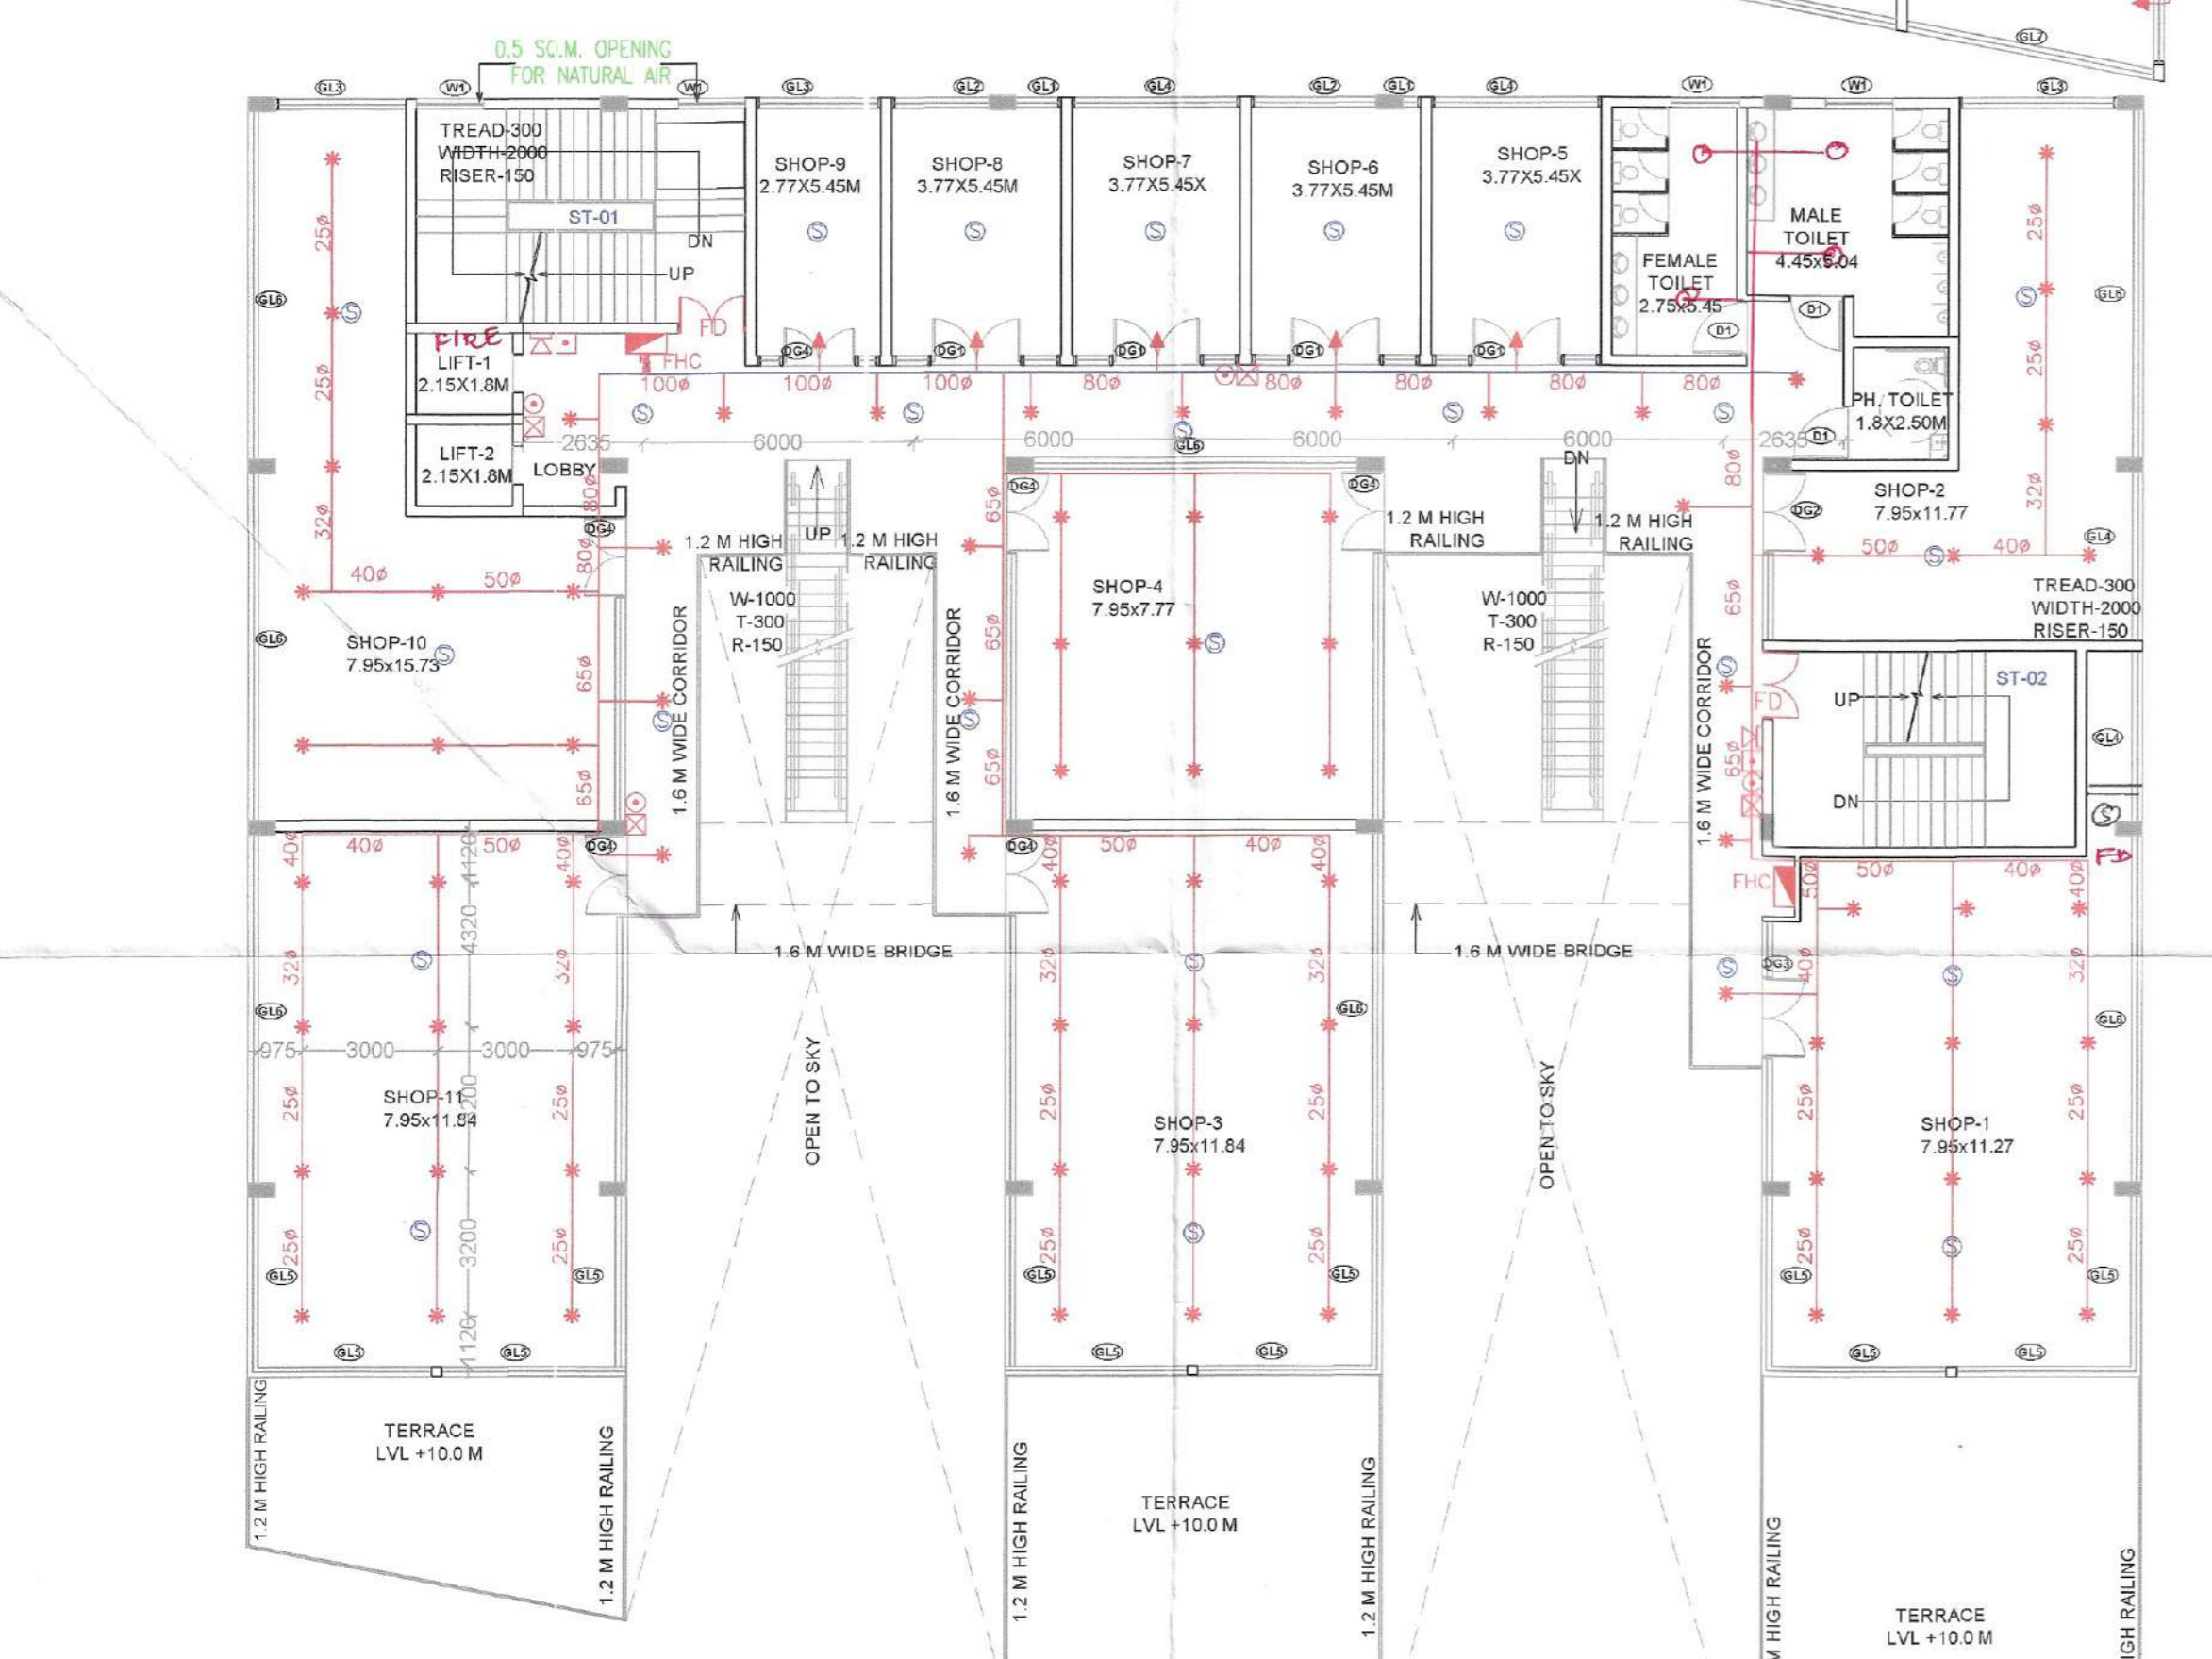 0.5 SQ.M. OPENING
FOR NATURAL AIR
GL7
GL3
W1
W1
GL3
GL2
GL1
GL4
GL2
GL1
GL4
W1
W1
GL3
TREAD-300
WIDTH-2000
RISER-150
ST-01
DN
UP
SHOP-9
2.77X5.45M
SHOP-8
3.77X5.45M
SHOP-7
3.77X5.45X
SHOP-6
3.77X5.45M
SHOP-5
3.77X5.45X
FEMALE
TOILET
2.75x5.45
MALE
TOILET
4.45x5.04
D1
D1
S
S
S
S
S
25ø
25ø
GL6
S
S
GL6
FIRE
LIFT-1
2.15X1.8M
FD
FHC
DG4
DG1
DG1
DG1
DG1
25ø
25ø
100ø
100ø
100ø
80ø
80ø
80ø
80ø
80ø
PH. TOILET
1.8X2.50M
D1
S
S
S
S
S
2635
6000
6000
6000
6000
2635
GL6
LIFT-2
2.15X1.8M
LOBBY
DN
80ø
80ø
32ø
32ø
65ø
DG4
DG4
DG4
DG2
SHOP-2
7.95x11.77
1.2 M HIGH
RAILING
UP
1.2 M HIGH
RAILING
1.2 M HIGH
RAILING
1.2 M HIGH
RAILING
80ø
40ø
50ø
50ø
S
40ø
GL4
TREAD-300
WIDTH-2000
RISER-150
W-1000
T-300
R-150
SHOP-4
7.95x7.77
W-1000
T-300
R-150
65ø
65ø
S
GL6
SHOP-10
7.95x15.73
S
65ø
1.6 M WIDE CORRIDOR
1.6 M WIDE CORRIDOR
1.6 M WIDE CORRIDOR
S
S
S
FD
UP
ST-02
DN
GL4
S
FD
65ø
65ø
65ø
40ø
40ø
1120
50ø
40ø
DG4
DG4
40ø
50ø
40ø
40ø
FHC
50ø
50ø
40ø
40ø
4320
32ø
S
32ø
1.6 M WIDE BRIDGE
32ø
S
32ø
1.6 M WIDE BRIDGE
S
DG3
40ø
S
32ø
GL6
GL6
GL6
975
3000
3000
975
OPEN TO SKY
OPEN TO SKY
SHOP-11
7.95x11.84
25ø
3200
25ø
SHOP-3
7.95x11.84
25ø
25ø
SHOP-1
7.95x11.27
25ø
25ø
25ø
S
3200
25ø
25ø
S
25ø
25ø
S
25ø
GL5
GL5
GL5
GL5
GL5
GL5
1120
GL5
GL5
GL5
GL5
GL5
GL5
1.2 M HIGH RAILING
TERRACE
LVL +10.0 M
1.2 M HIGH RAILING
1.2 M HIGH RAILING
TERRACE
LVL +10.0 M
1.2 M HIGH RAILING
M HIGH RAILING
TERRACE
LVL +10.0 M
IGH RAILING